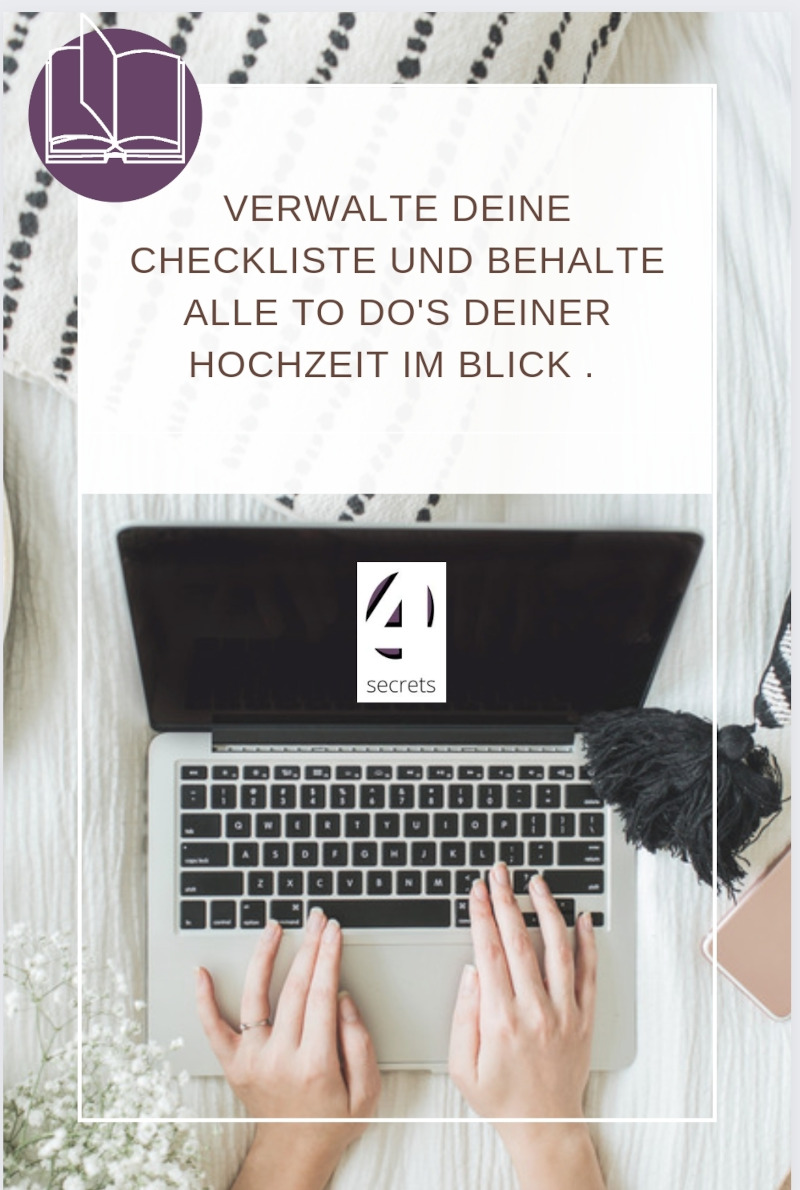 VERWALTE DEINE
CHECKLISTE UND BEHALTE
ALLE TO DO'S DEINER
HOCHZEIT IM BLICK .
4
secrets
Q W E R T Y U I O P
A S D F G H J K L
Z X C V B N M